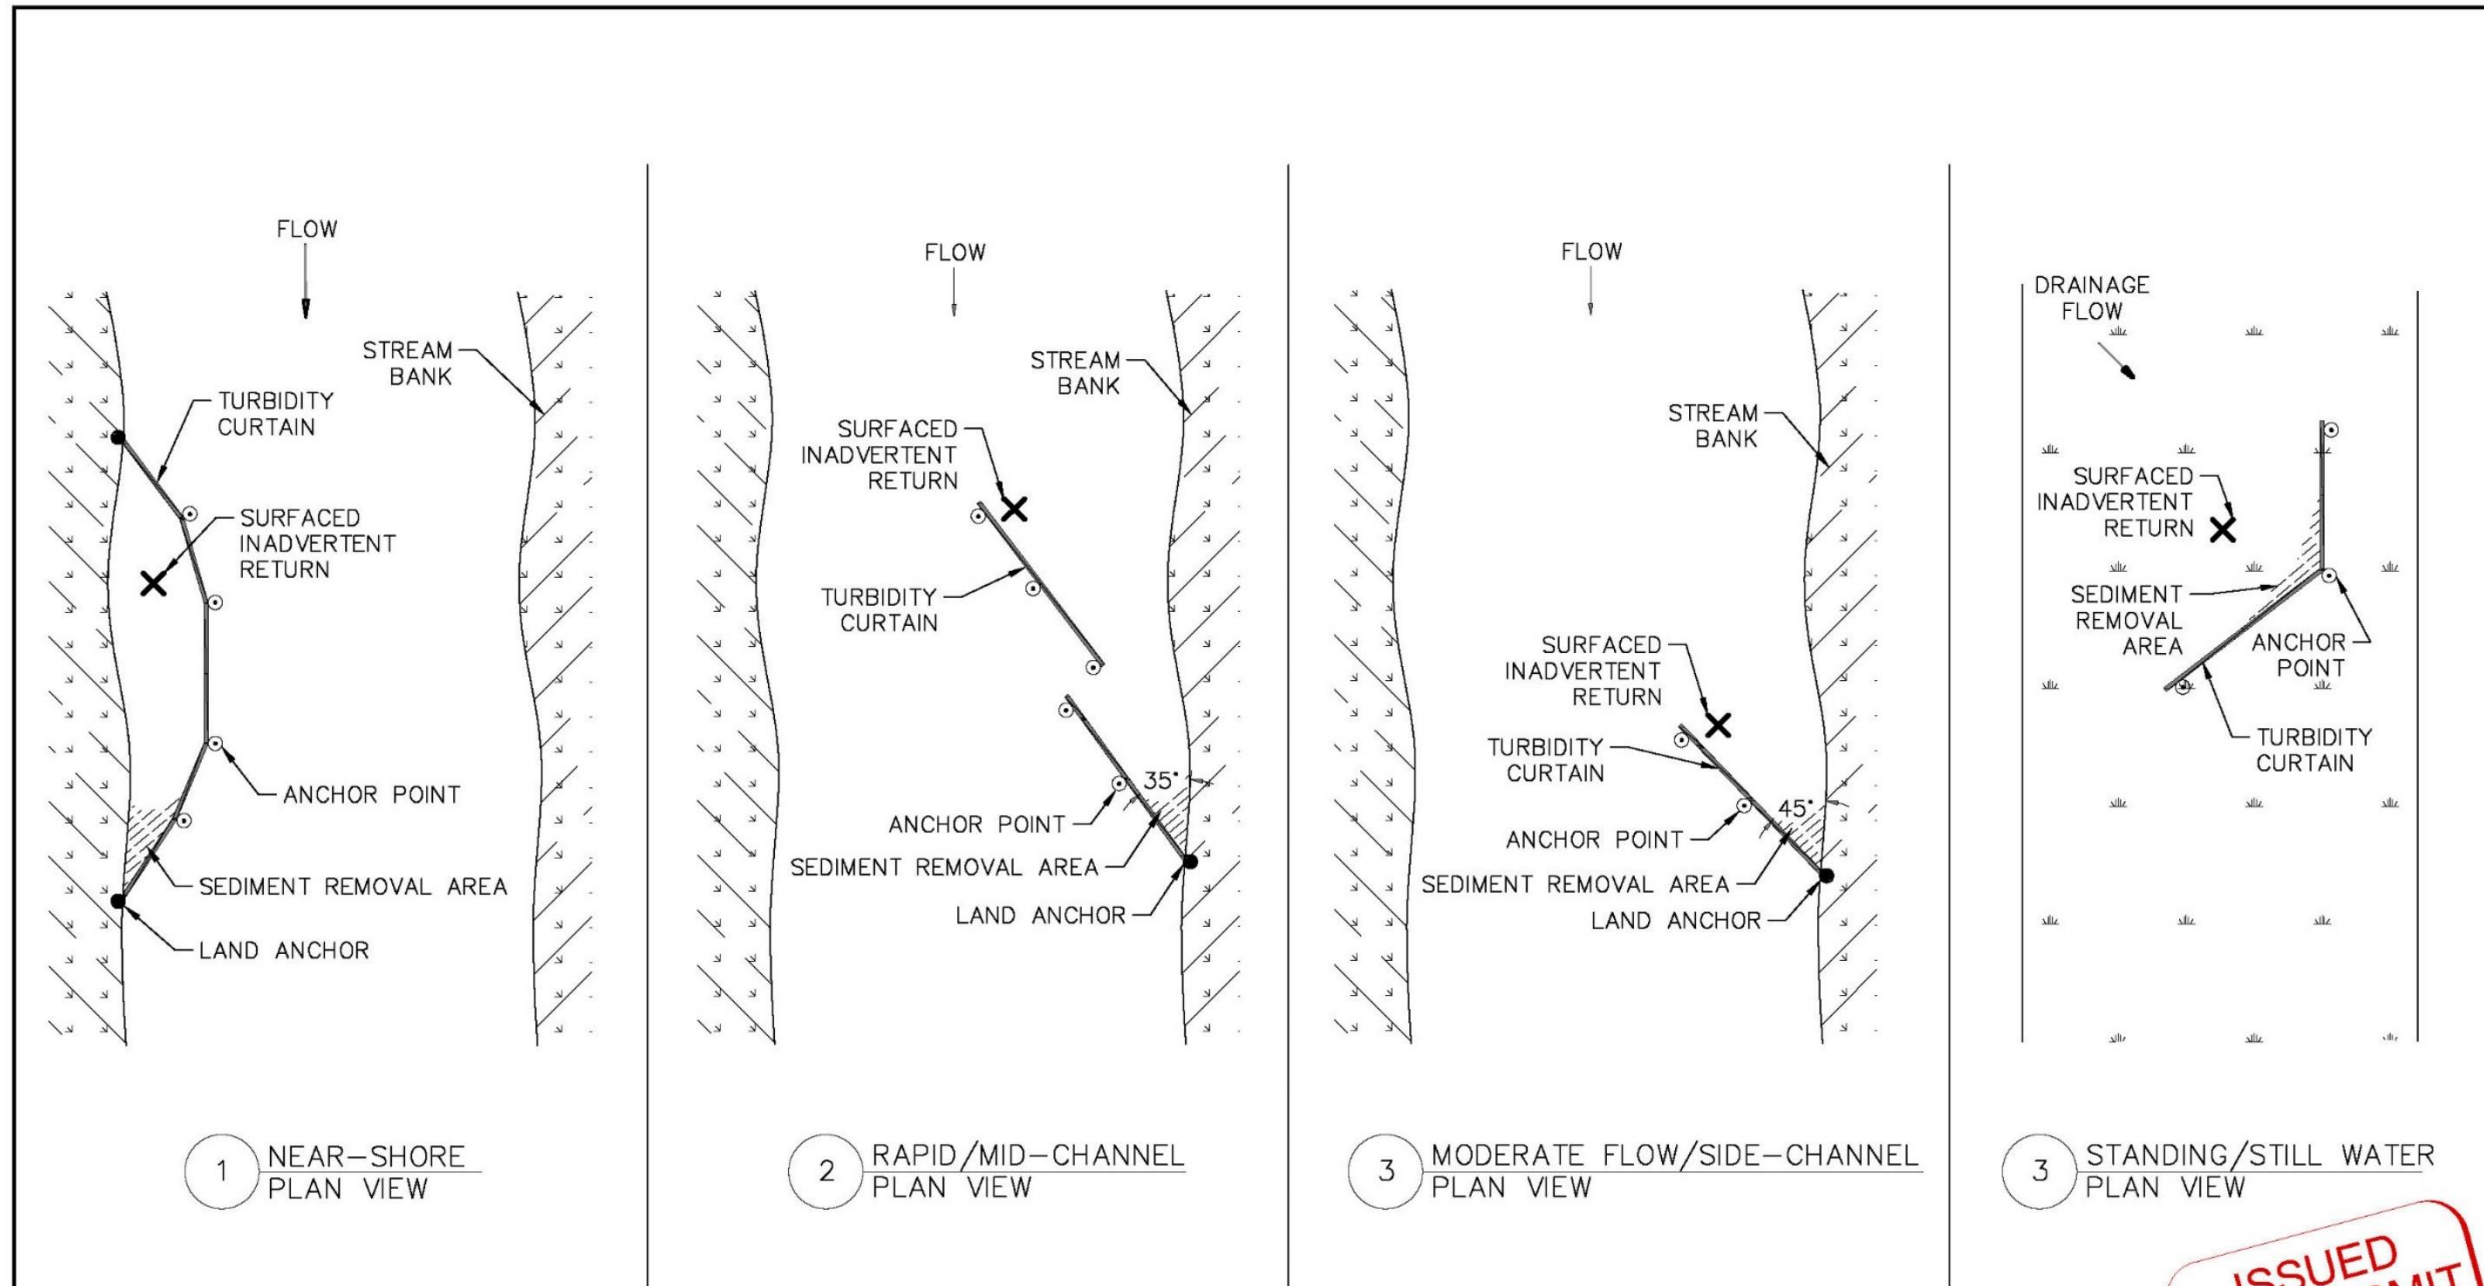 FLOW
STREAM
BANK
TURBIDITY
CURTAIN
SURFACED
INADVERTENT
RETURN
ANCHOR POINT
SEDIMENT REMOVAL AREA
LAND ANCHOR
1
NEAR-SHORE
PLAN VIEW
FLOW
STREAM
BANK
SURFACED
INADVERTENT
RETURN
TURBIDITY
CURTAIN
35°
ANCHOR POINT
SEDIMENT REMOVAL AREA
LAND ANCHOR
2
RAPID/MID-CHANNEL
PLAN VIEW
FLOW
STREAM
BANK
SURFACED
INADVERTENT
RETURN
TURBIDITY
CURTAIN
45°
ANCHOR POINT
SEDIMENT REMOVAL AREA
LAND ANCHOR
3
MODERATE FLOW/SIDE-CHANNEL
PLAN VIEW
DRAINAGE
FLOW
SURFACED
INADVERTENT
RETURN
SEDIMENT
REMOVAL
AREA
ANCHOR
POINT
TURBIDITY
CURTAIN
3
STANDING/STILL WATER
PLAN VIEW
ISSUED